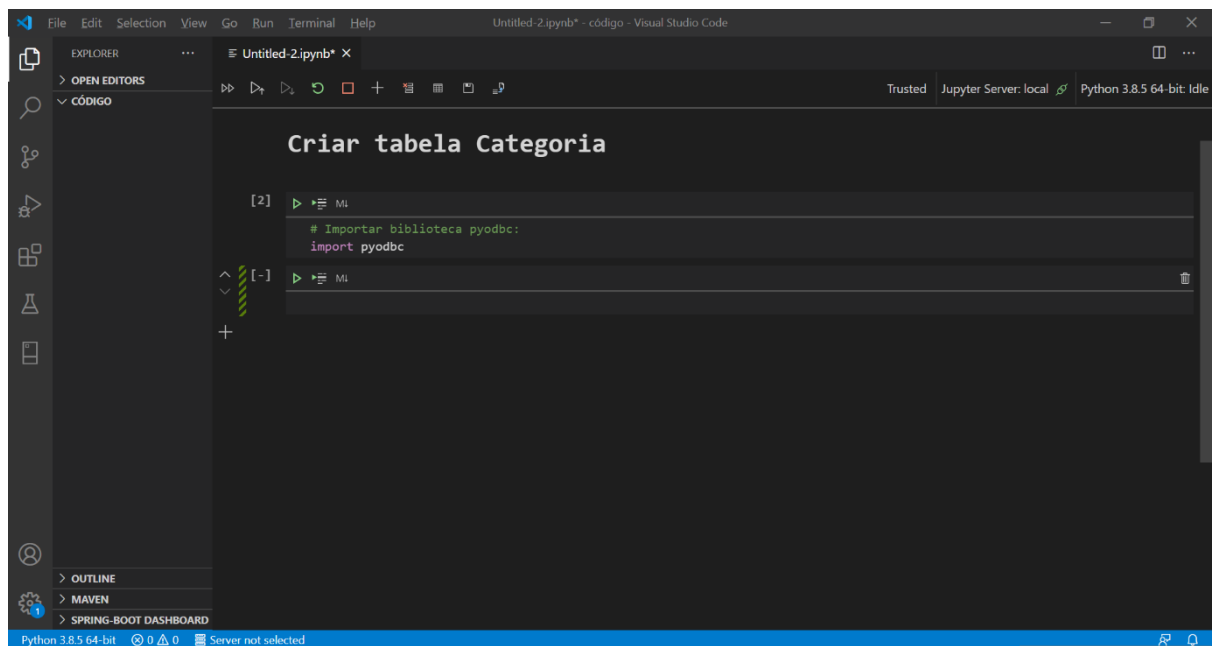 File Edit Selection View Go Run Terminal Help Untitled-2.ipynb* - código - Visual Studio Code
EXPLORER ... Untitled-2.ipynb*
OPEN EDITORS
CÓDIGO
Trusted Jupyter Server: local Python 3.8.5 64-bit: Idle
Criar tabela Categoria
[2] M↓
# Importar biblioteca pyodbc:
import pyodbc
[-] M↓
OUTLINE
MAVEN
1
SPRING-BOOT DASHBOARD
Python 3.8.5 64-bit 0 0 Server not selected